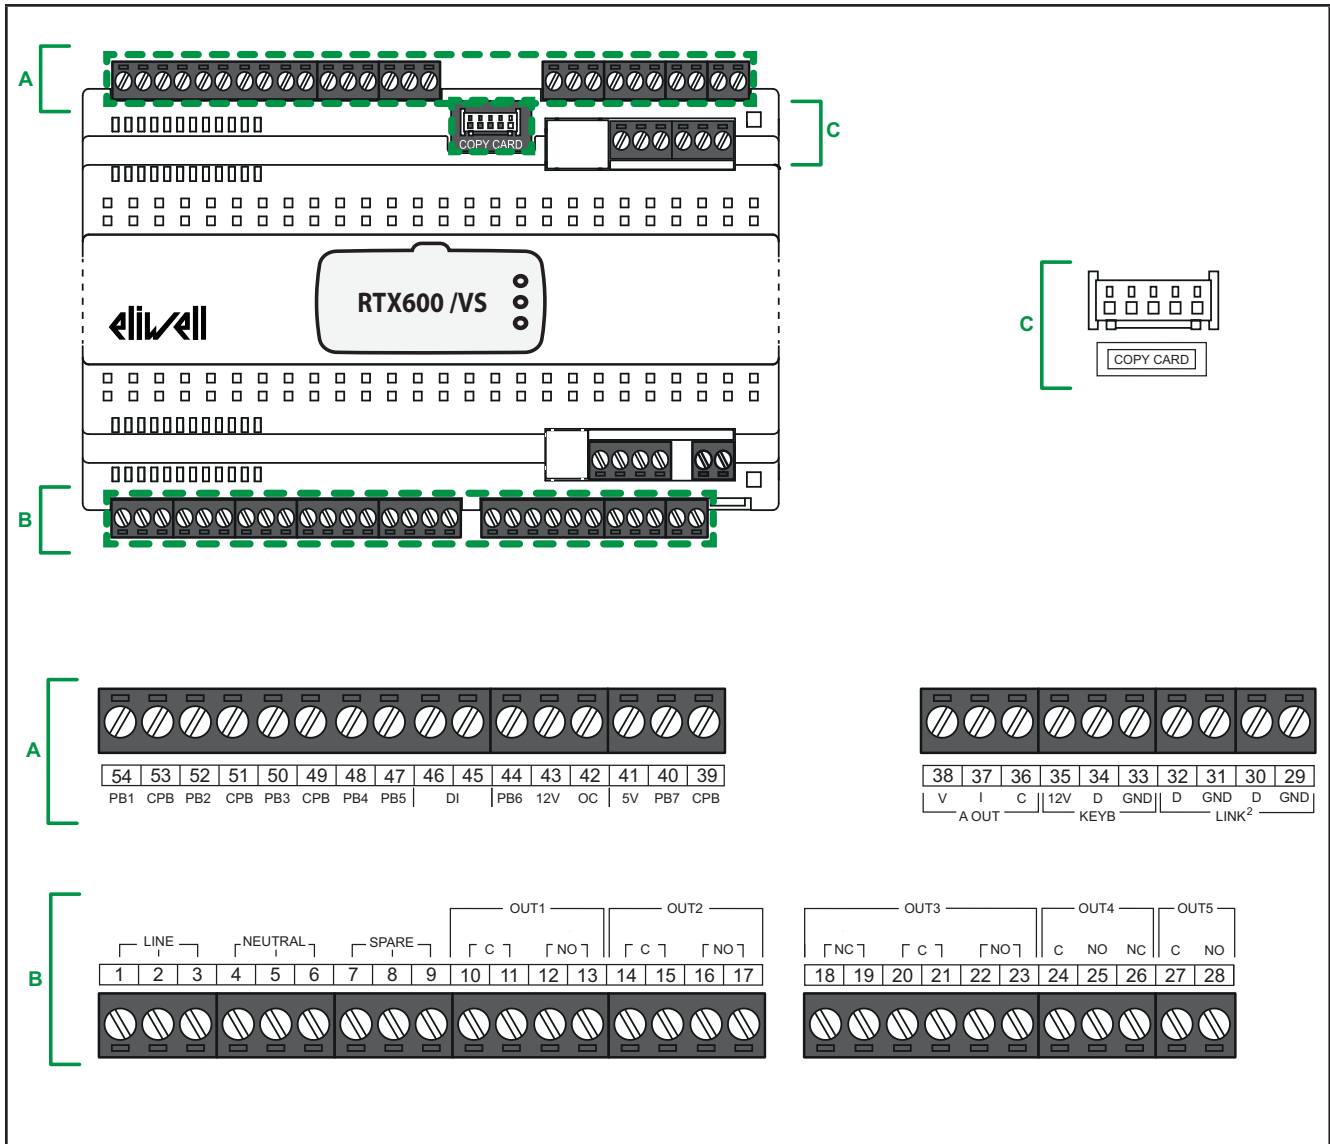 A
COPY CARD
C
RTX600 /VS
eliwell
COPY CARD
C
B
A
54 53 52 51 50 49 48 47 46 45 44 43 42 41 40 39
PB1 CPB PB2 CPB PB3 CPB PB4 PB5 DI PB6 12V OC 5V PB7 CPB
38 37 36 35 34 33 32 31 30 29
V I C 12V D GND D GND D GND
A OUT KEYB LINK²
B
OUT1 OUT2
LINE NEUTRAL SPARE C NO C NO
1 2 3 4 5 6 7 8 9 10 11 12 13 14 15 16 17
OUT3 OUT4 OUT5
NC C NO C NO NC C NO
18 19 20 21 22 23 24 25 26 27 28